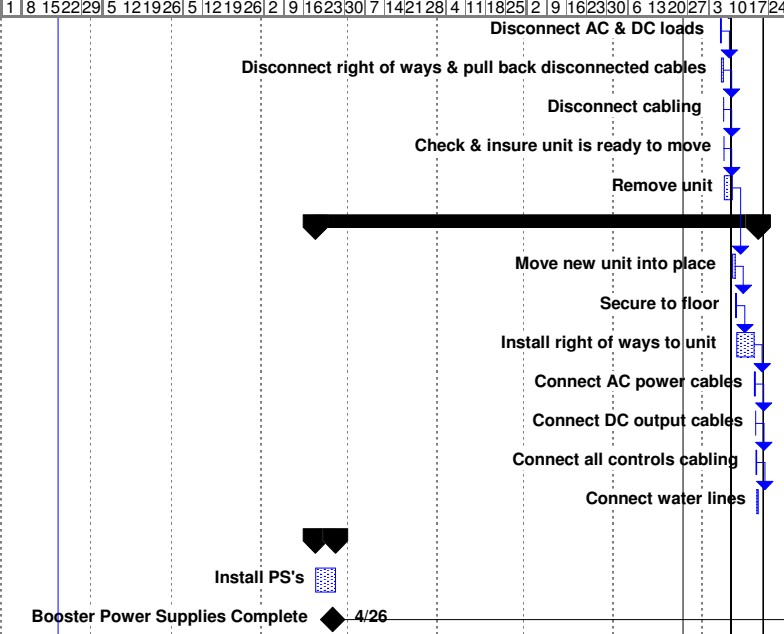 1 8 15 22 29 5 12 19 26 5 12 19 26 2 9 16 23 30 7 14 21 28 4 11 18 25 2 9 16 23 30 6 13 20 27 3 10 17 24
Disconnect AC & DC loads
Disconnect right of ways & pull back disconnected cables
Disconnect cabling
Check & insure unit is ready to move
Remove unit
Move new unit into place
Secure to floor
Install right of ways to unit
Connect AC power cables
Connect DC output cables
Connect all controls cabling
Connect water lines
Install PS's
Booster Power Supplies Complete 4/26